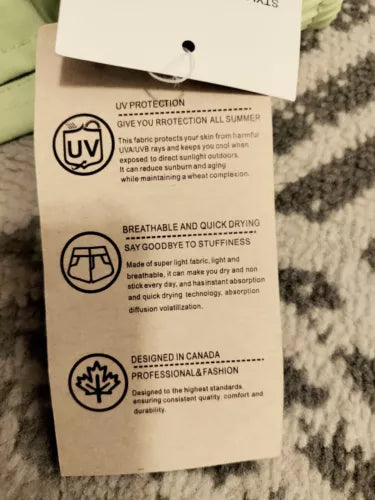 STYL
UV PROTECTION
GIVE YOU RROTECTION ALL SUMMER
UV
This fabric protects your skin from harmful
UVA/UVB rays and keeps you cool when
exposed to direct sunlight outdoors.
It can reduce sunburn and aging
while maintaining a wheat complexion.
BREATHABLE AND QUICK DRYING
SAY GOODBYE TO STUFFINESS
Made of super light fabric, light and
breathable, it can make you dry and non
stick every day, and has instant absorption
and quick drying technology, absorption
diffusion volatilization.
DESIGNED IN CANADA
PROFESSIONAL&FASHION
Designed to the highest standards,
ensuring consistent quality, comfort and
durability.